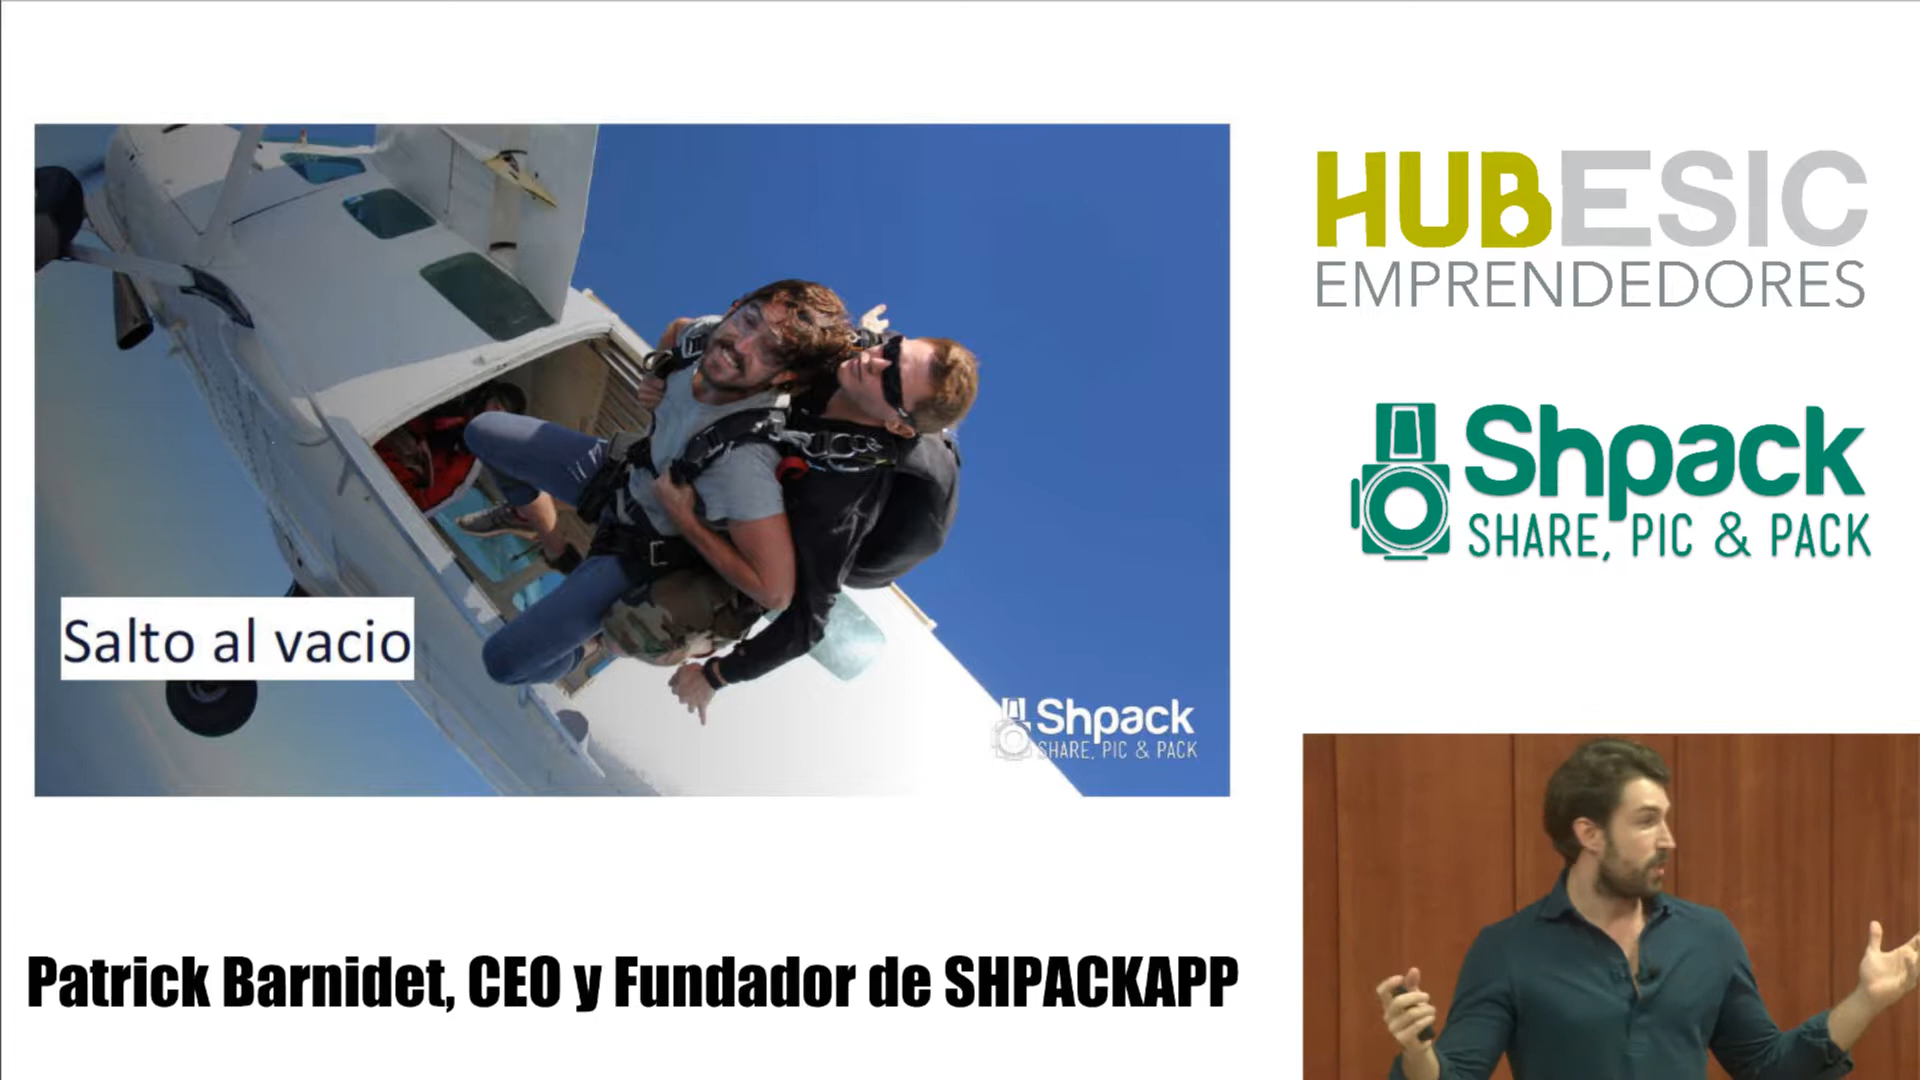 Salto al vacio
Shpack
SHARE, PIC & PACK
HUBESIC
EMPRENDEDORES
Shpack
SHARE, PIC & PACK
Patrick Barnidet, CEO y Fundador de SHPACKAPP